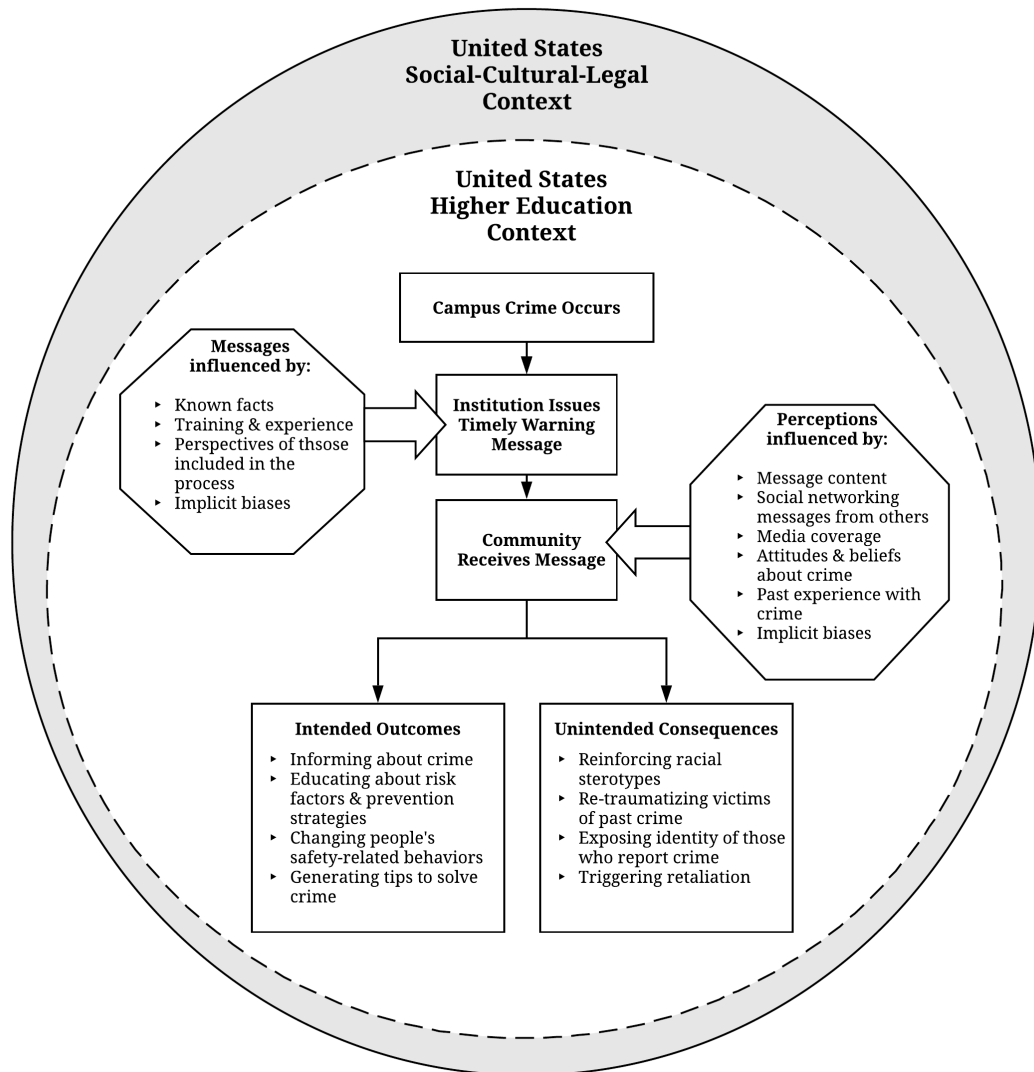 United States
Social-Cultural-Legal
Context
United States
Higher Education
Context
Campus Crime Occurs
Messages
influenced by:
‣ Known facts
‣ Training & experience
‣ Perspectives of thsose
included in the
process
‣ Implicit biases
Institution Issues
Timely Warning
Message
Community
Receives Message
Perceptions
influenced by:
‣ Message content
‣ Social networking
messages from others
‣ Media coverage
‣ Attitudes & beliefs
about crime
‣ Past experience with
crime
‣ Implicit biases
Intended Outcomes
‣ Informing about crime
‣ Educating about risk
factors & prevention
strategies
‣ Changing people's
safety-related behaviors
‣ Generating tips to solve
crime
Unintended Consequences
‣ Reinforcing racial
sterotypes
‣ Re-traumatizing victims
of past crime
‣ Exposing identity of those
who report crime
‣ Triggering retaliation